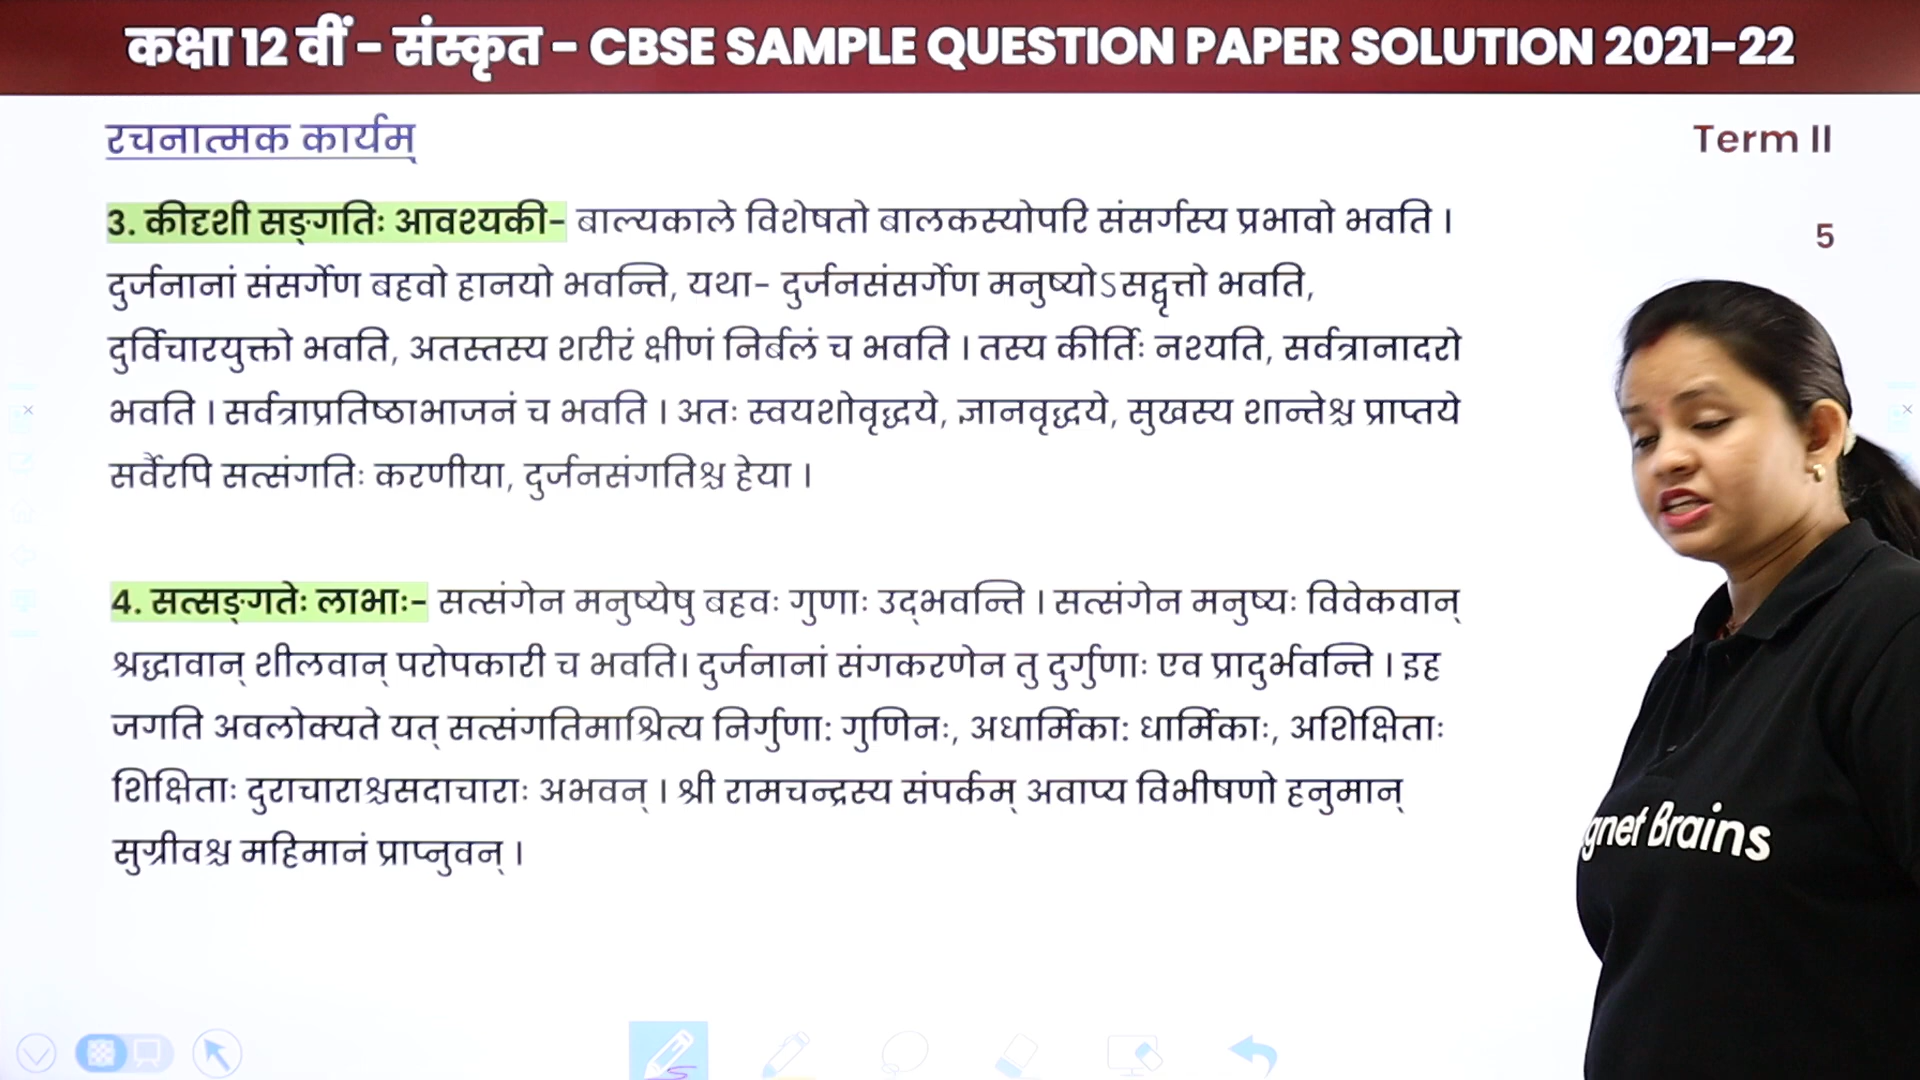 कक्षा 12 वीं – संस्कृत – CBSE SAMPLE QUESTION PAPER SOLUTION 2021-22
रचनात्मक कार्यम्
Term II
3. कीदृशी सङ्गतिः आवश्यकी- बाल्यकाले विशेषतो बालकस्योपरि संसर्गस्य प्रभावो भवति ।
5
दुर्जनानां संसर्गेण बहवो हानयो भवन्ति, यथा- दुर्जनसंसर्गेण मनुष्योऽसद्वृत्तो भवति,
दुर्विचारयुक्तो भवति, अतस्तस्य शरीरं क्षीणं निर्बलं च भवति । तस्य कीर्तिः नश्यति, सर्वत्रानादरो
भवति । सर्वत्राप्रतिष्ठाभाजनं च भवति । अतः स्वयशोवृद्धये, ज्ञानवृद्धये, सुखस्य शान्तेश्च प्राप्तये
सर्वैरपि सत्संगतिः करणीया, दुर्जनसंगतिश्च हेया ।
4. सत्सङ्गतेः लाभाः- सत्संगेन मनुष्येषु बहवः गुणाः उद्भवन्ति । सत्संगेन मनुष्यः विवेकवान्
श्रद्धावान् शीलवान् परोपकारी च भवति। दुर्जनानां संगकरणेन तु दुर्गुणाः एव प्रादुर्भवन्ति । इह
जगति अवलोक्यते यत् सत्संगतिमाश्रित्य निर्गुणा: गुणिनः, अधार्मिका: धार्मिकाः, अशिक्षिताः
शिक्षिताः दुराचाराश्चसदाचाराः अभवन् । श्री रामचन्द्रस्य संपर्कम् अवाप्य विभीषणो हनुमान्
सुग्रीवश्च महिमानं प्राप्नुवन् ।
gnet Brains